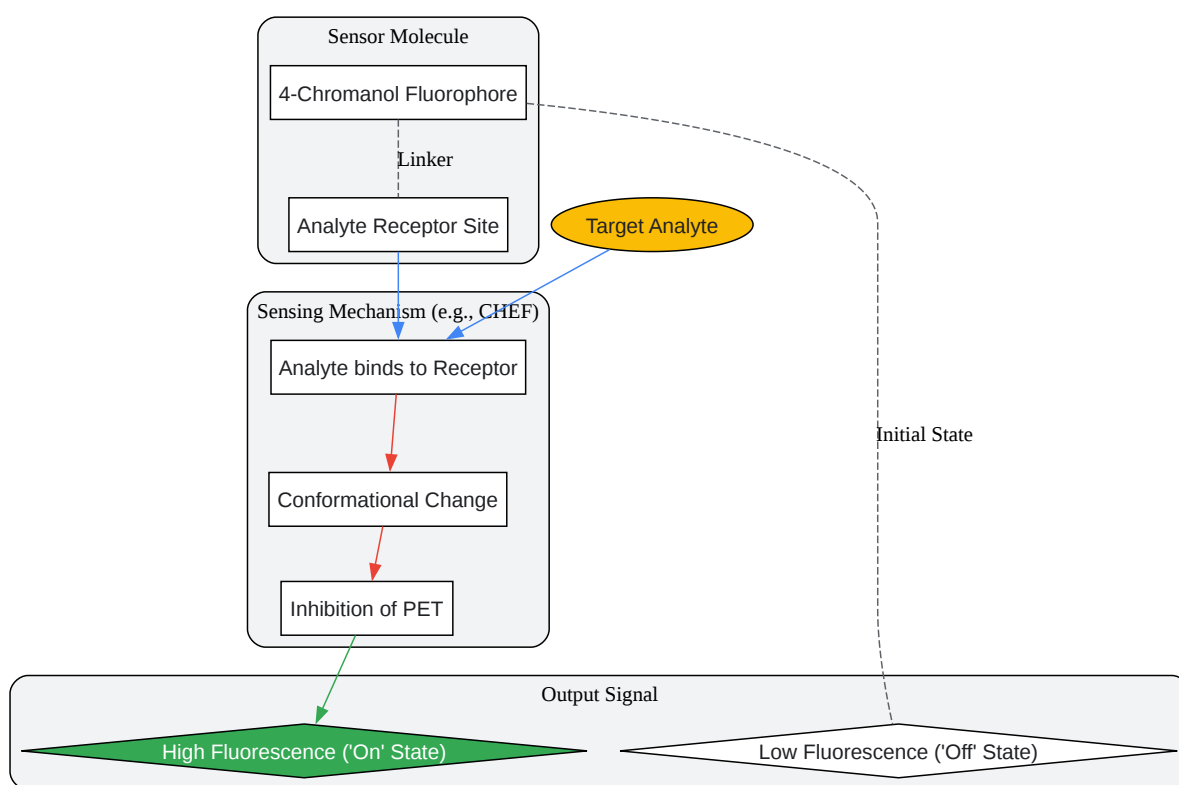 Sensor Molecule
4-Chromanol Fluorophore
Linker
Analyte Receptor Site
Target Analyte
Sensing Mechanism (e.g., CHEF)
Analyte binds to Receptor
Initial State
Conformational Change
Inhibition of PET
Output Signal
High Fluorescence ('On' State)
Low Fluorescence ('Off' State)